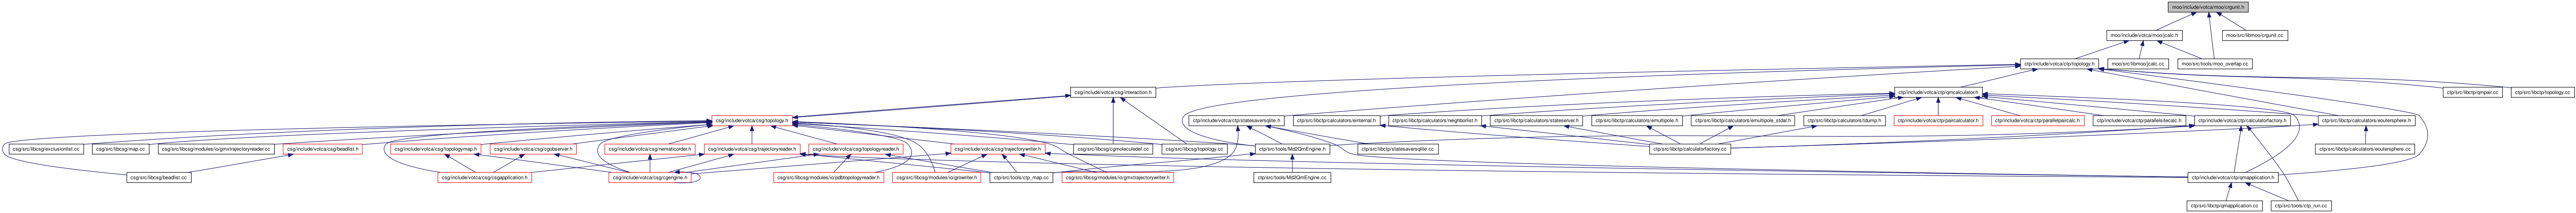 moo/include/votca/moo/crgunit.h
moo/include/votca/moo/jcalc.h
moo/src/libmoo/crgunit.cc
ctp/include/votca/ctp/topology.h
moo/src/libmoo/jcalc.cc
moo/src/tools/moo_overlap.cc
csg/include/votca/csg/interaction.h
ctp/include/votca/ctp/qmcalculator.h
ctp/src/libctp/qmpair.cc
ctp/src/libctp/topology.cc
csg/include/votca/csg/topology.h
ctp/include/votca/ctp/statesaversqlite.h
ctp/src/libctp/calculators/einternal.h
ctp/src/libctp/calculators/neighborlist.h
ctp/src/libctp/calculators/stateserver.h
ctp/src/libctp/calculators/emultipole.h
ctp/src/libctp/calculators/emultipole_stdal.h
ctp/src/libctp/calculators/tdump.h
ctp/include/votca/ctp/paircalculator.h
ctp/include/votca/ctp/parallelpaircalc.h
ctp/include/votca/ctp/parallelsitecalc.h
ctp/include/votca/ctp/calculatorfactory.h
ctp/src/libctp/calculators/eoutersphere.h
csg/src/libcsg/exclusionlist.cc
csg/src/libcsg/map.cc
csg/src/libcsg/modules/io/gmxtrajectoryreader.cc
csg/include/votca/csg/beadlist.h
csg/include/votca/csg/topologymap.h
csg/include/votca/csg/cgobserver.h
csg/include/votca/csg/nematicorder.h
csg/include/votca/csg/trajectoryreader.h
csg/include/votca/csg/topologyreader.h
csg/include/votca/csg/trajectorywriter.h
csg/src/libcsg/cgmoleculedef.cc
csg/src/libcsg/topology.cc
ctp/src/tools/Md2QmEngine.h
ctp/src/libctp/statesaversqlite.cc
ctp/src/libctp/calculatorfactory.cc
ctp/src/libctp/calculators/eoutersphere.cc
csg/src/libcsg/beadlist.cc
csg/include/votca/csg/csgapplication.h
csg/include/votca/csg/cgengine.h
csg/src/libcsg/modules/io/pdbtopologyreader.h
csg/src/libcsg/modules/io/growriter.h
ctp/src/tools/ctp_map.cc
csg/src/libcsg/modules/io/gmxtrajectorywriter.h
ctp/src/tools/Md2QmEngine.cc
ctp/include/votca/ctp/qmapplication.h
ctp/src/libctp/qmapplication.cc
ctp/src/tools/ctp_run.cc